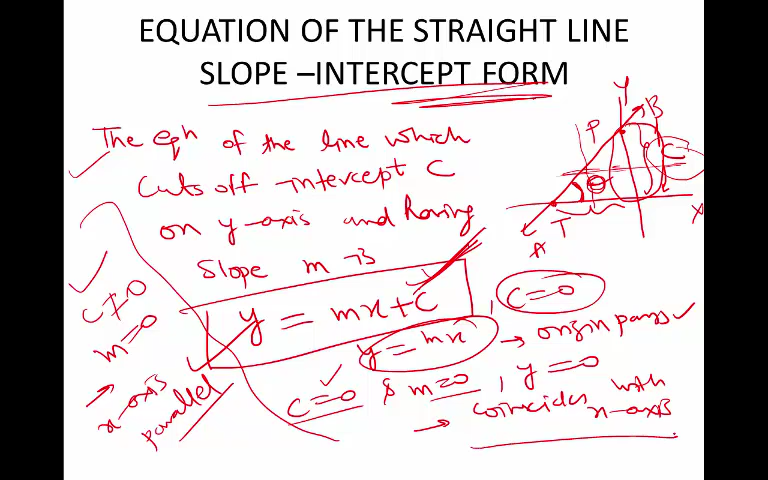 EQUATION OF THE STRAIGHT LINE
SLOPE –INTERCEPT FORM
The eqn of the line which
Cuts off -intercept C
on y-axis and having
Slope m is
y = mx + C, C = 0
y = mx → origin pass ✓
C = 0 & m = 0, y = 0
→ coincides with
x-axis
C ≠ 0
m = 0
→ x-axis
parallel
Y
B
P
C
θ
T
A
X